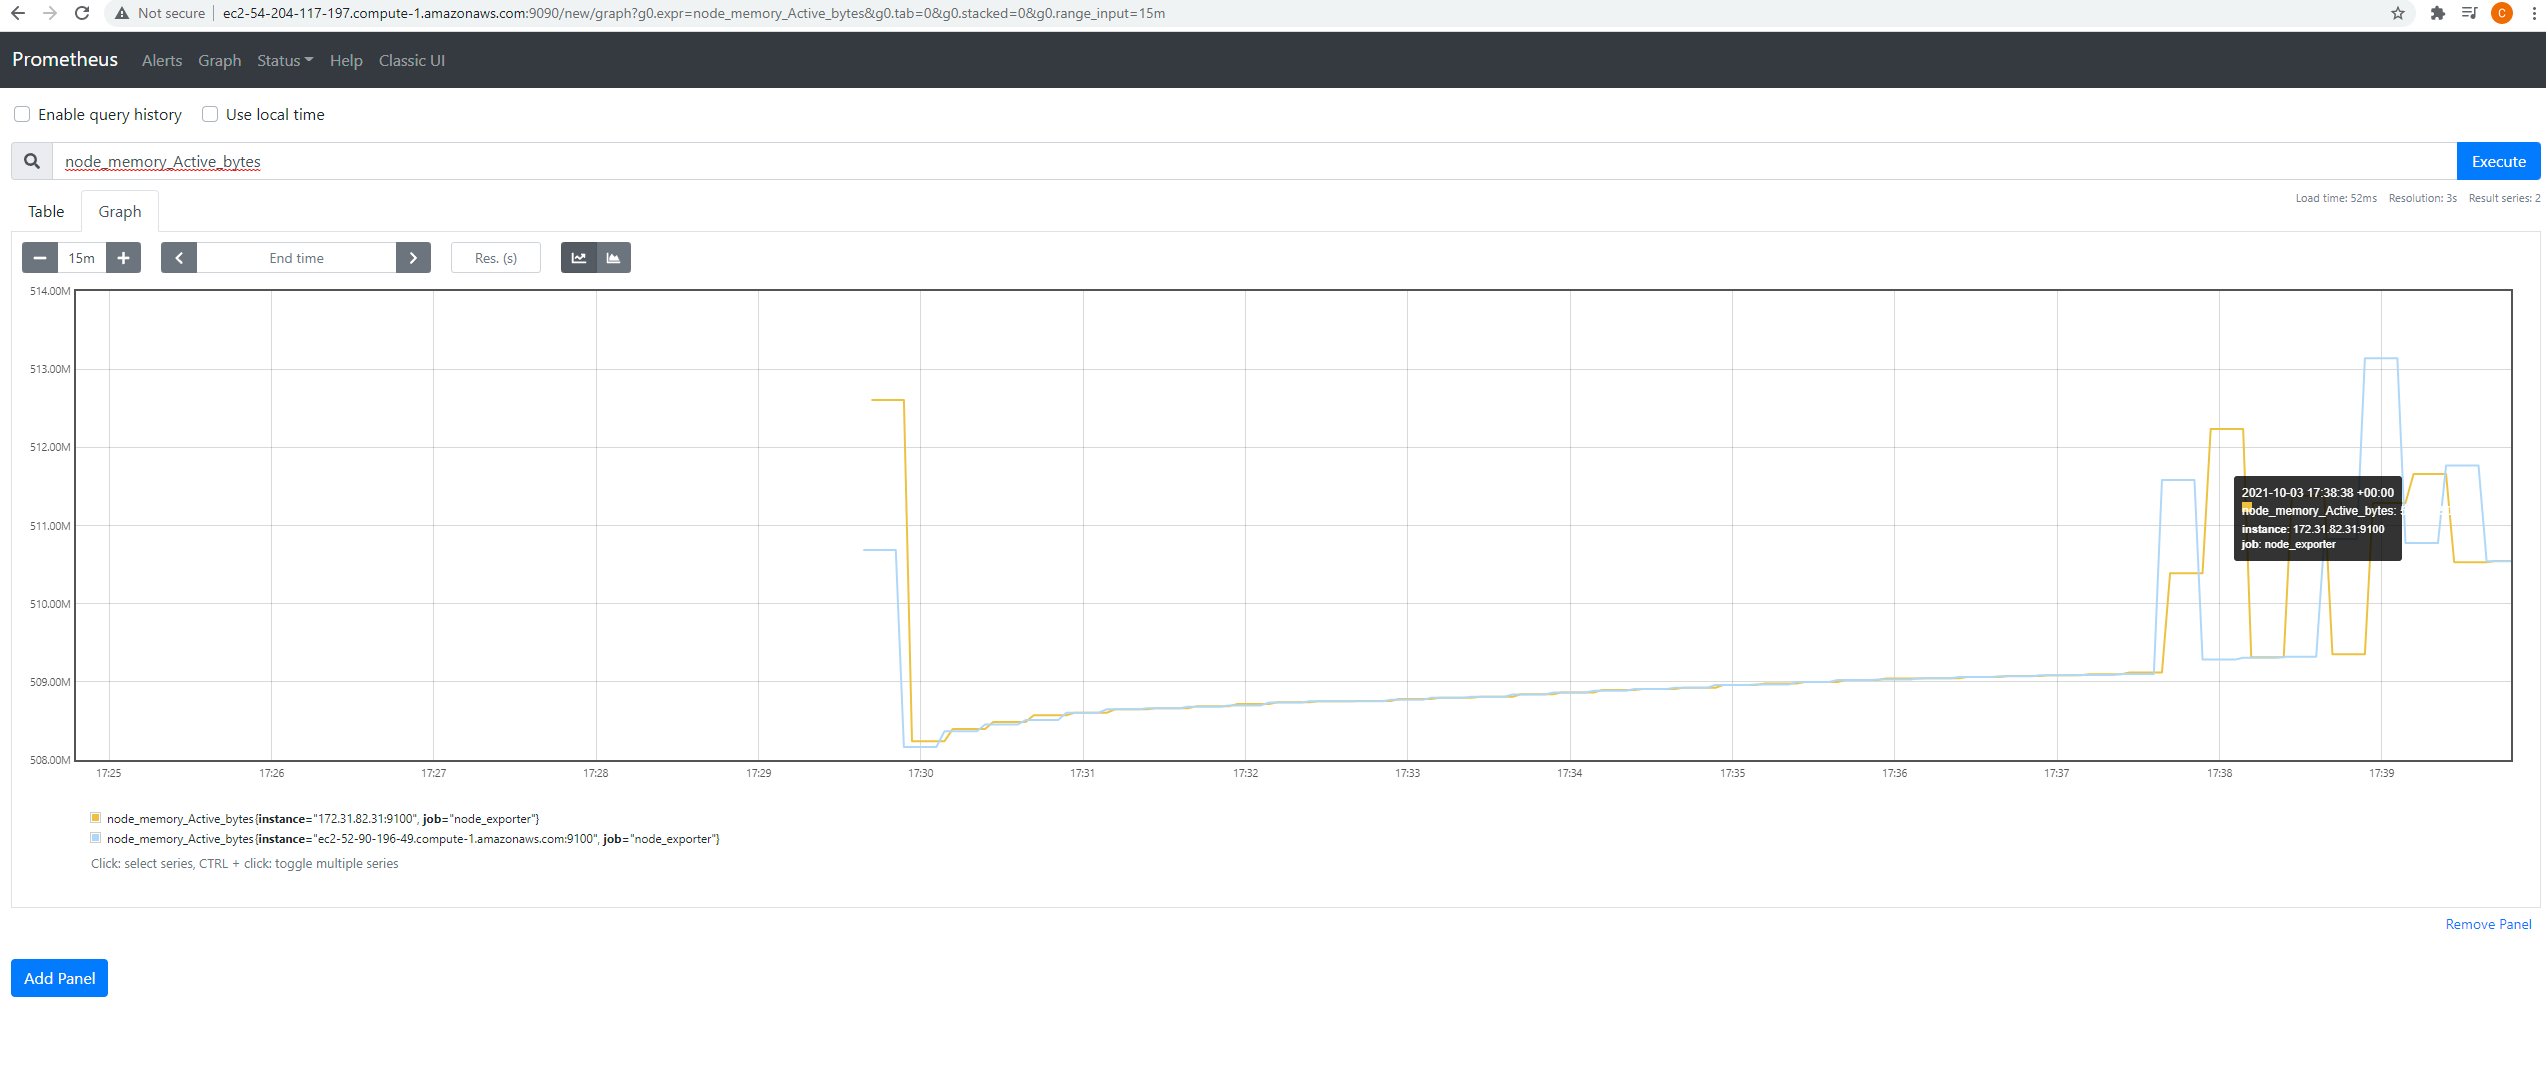 Not secure | ec2-54-204-117-197.compute-1.amazonaws.com:9090/new/graph?g0.expr=node_memory_Active_bytes&g0.tab=0&g0.stacked=0&g0.range_input=15m C
Prometheus Alerts Graph Status Help Classic UI
Enable query history Use local time
node_memory_Active_bytes Execute
Load time: 52ms Resolution: 3s Result series: 2
Table Graph
15m End time Res. (s)
514.00M
513.00M
512.00M
511.00M
510.00M
509.00M
508.00M
2021-10-03 17:38:38 +00:00
node_memory_Active_bytes:
instance: 172.31.82.31:9100
job: node_exporter
17:25 17:26 17:27 17:28 17:29 17:30 17:31 17:32 17:33 17:34 17:35 17:36 17:37 17:38 17:39
node_memory_Active_bytes{instance="172.31.82.31:9100", job="node_exporter"}
node_memory_Active_bytes{instance="ec2-52-90-196-49.compute-1.amazonaws.com:9100", job="node_exporter"}
Click: select series, CTRL + click: toggle multiple series
Remove Panel
Add Panel